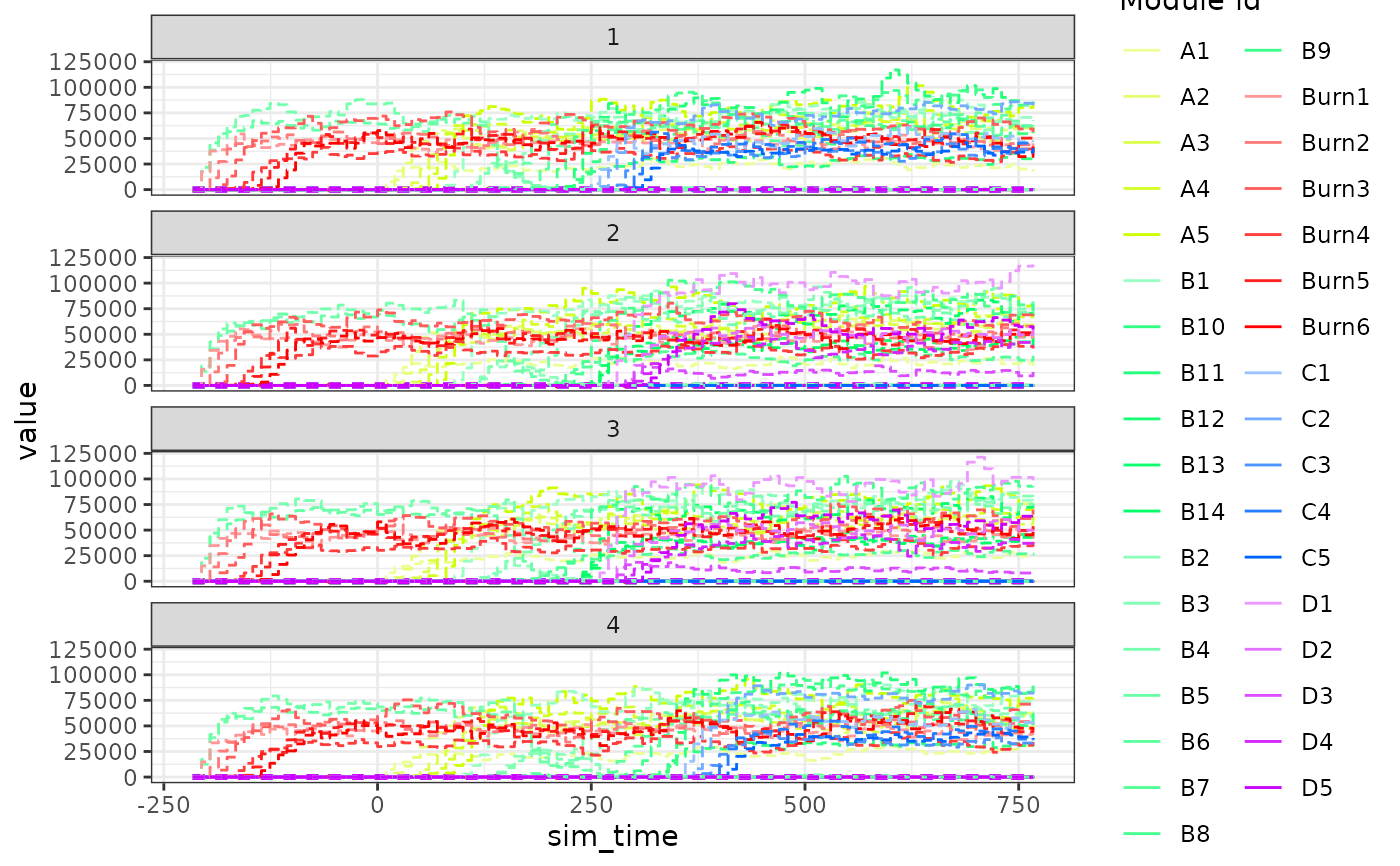 1
125000
100000
75000
50000
25000
0
2
125000
100000
75000
50000
25000
0
3
125000
100000
75000
50000
25000
0
4
125000
100000
75000
50000
25000
0
-250
0
250
500
750
sim_time
value
Module id
A1
A2
A3
A4
A5
B1
B10
B11
B12
B13
B14
B2
B3
B4
B5
B6
B7
B8
B9
Burn1
Burn2
Burn3
Burn4
Burn5
Burn6
C1
C2
C3
C4
C5
D1
D2
D3
D4
D5